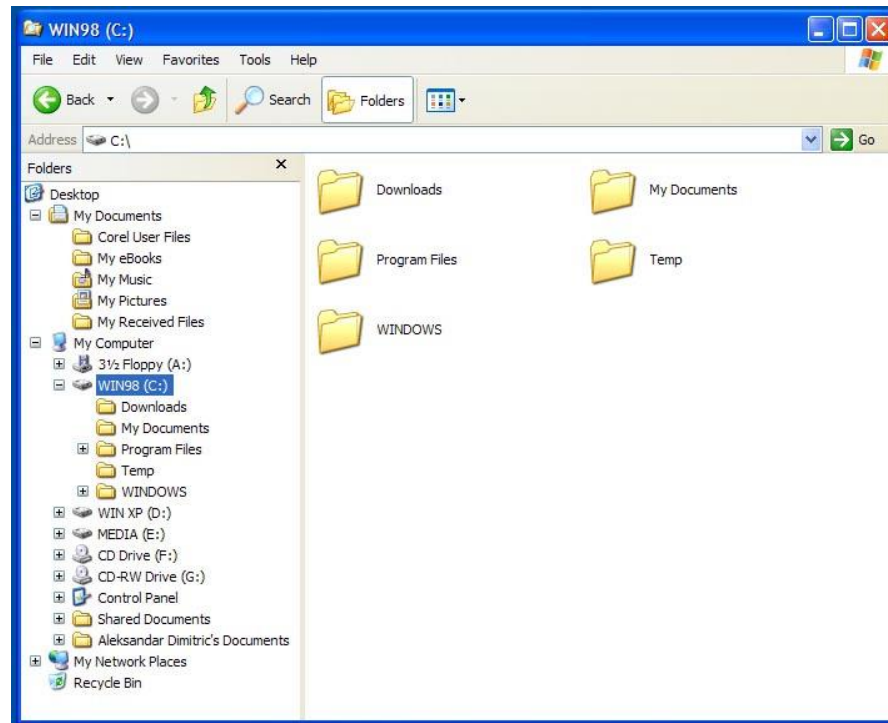 WIN98 (C:)
File Edit View Favorites Tools Help
Back Search Folders
Address C:\ Go
Folders
Desktop
My Documents
Corel User Files
My eBooks
My Music
My Pictures
My Received Files
My Computer
3½ Floppy (A:)
WIN98 (C:)
Downloads
My Documents
Program Files
Temp
WINDOWS
WIN XP (D:)
MEDIA (E:)
CD Drive (F:)
CD-RW Drive (G:)
Control Panel
Shared Documents
Aleksandar Dimitric's Documents
My Network Places
Recycle Bin
Downloads My Documents
Program Files Temp
WINDOWS